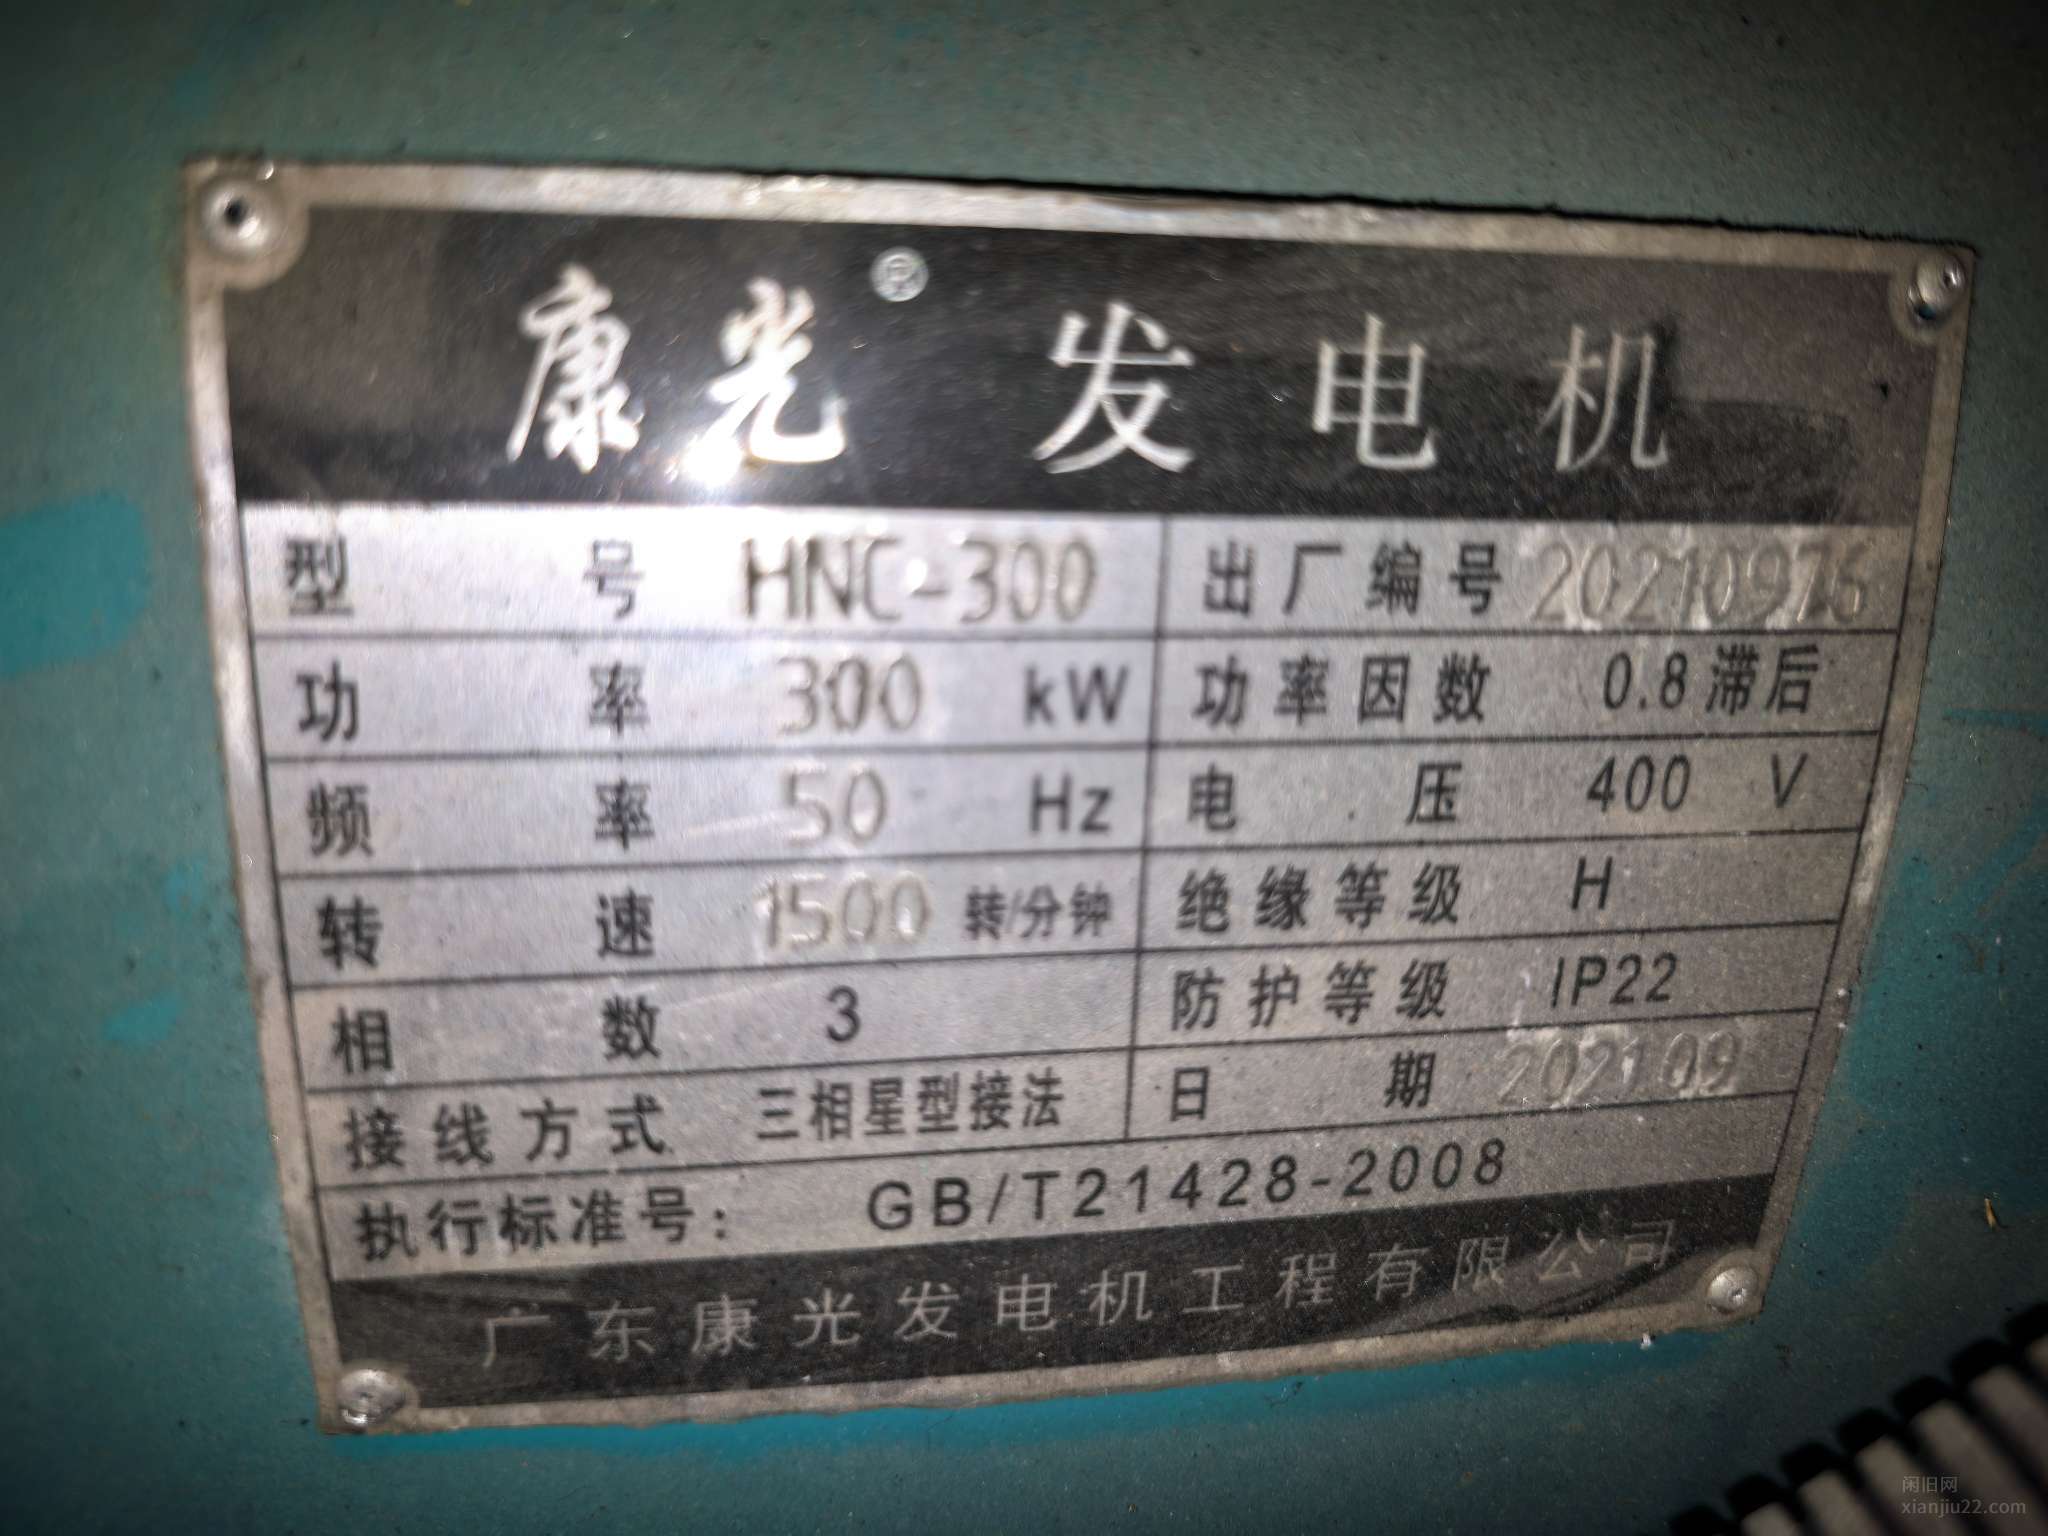 康光® 发电机
型号 HNC-300 出厂编号 20210976
功率 300 kW 功率因数 0.8滞后
频率 50 Hz 电压 400 V
转速 1500 转/分钟 绝缘等级 H
相数 3 防护等级 IP22
接线方式 三相星型接法 日期 202109
执行标准号: GB/T21428-2008
广东康光发电机工程有限公司
闲旧网
xianjiu22.com